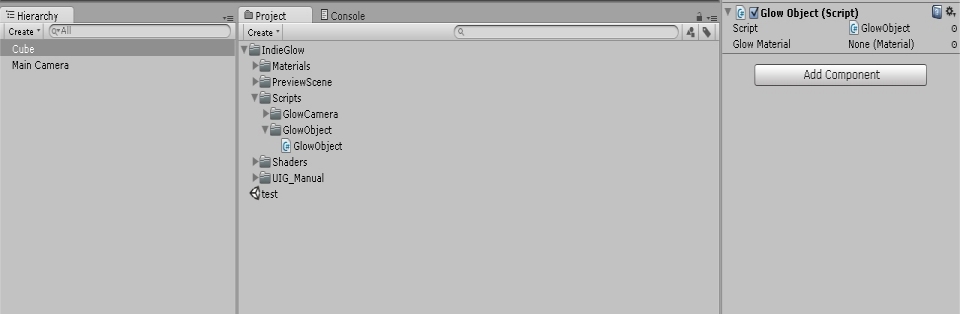 Hierarchy
Create
All
Cube
Main Camera
Project
Console
Create
IndieGlow
Materials
PreviewScene
Scripts
GlowCamera
GlowObject
GlowObject
Shaders
UIG_Manual
test
Glow Object (Script)
Script GlowObject
Glow Material None (Material)
Add Component